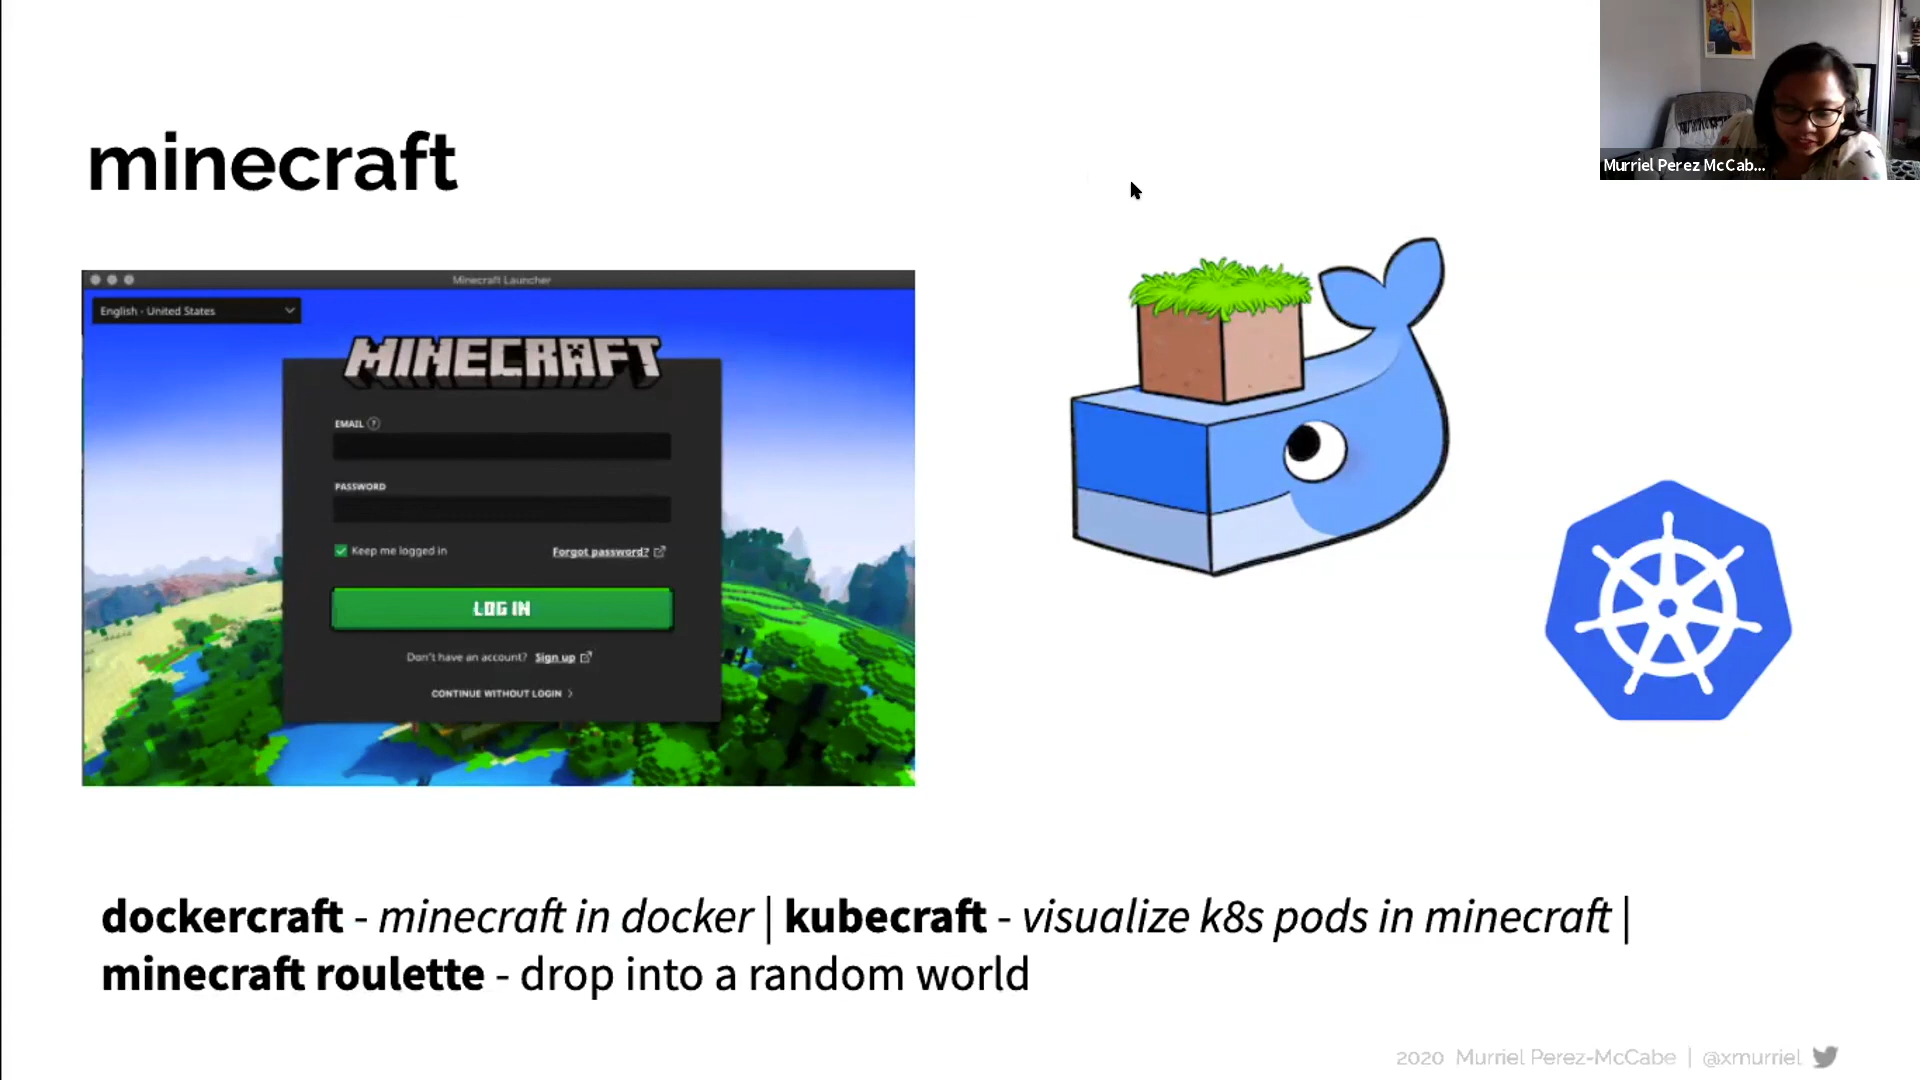 minecraft
Murriel Perez McCab...
Minecraft Launcher
English - United States
MINECRAFT
EMAIL ?
PASSWORD
Keep me logged in
Forgot password?
LOG IN
Don't have an account? Sign up
CONTINUE WITHOUT LOGIN >
dockercraft - minecraft in docker | kubecraft - visualize k8s pods in minecraft |
minecraft roulette - drop into a random world
2020 Murriel Perez-McCabe | @xmurriel